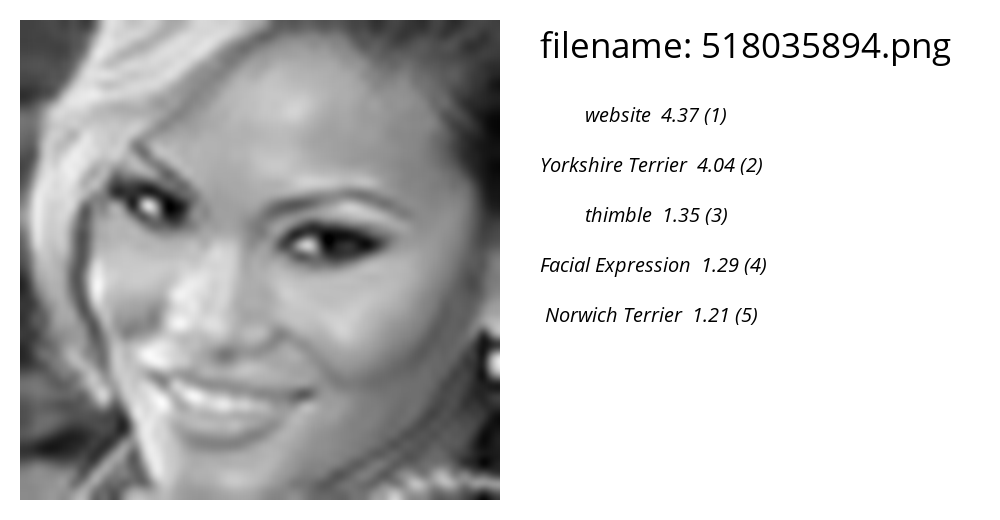 filename: 518035894.png
website 4.37 (1)
Yorkshire Terrier 4.04 (2)
thimble 1.35 (3)
Facial Expression 1.29 (4)
Norwich Terrier 1.21 (5)